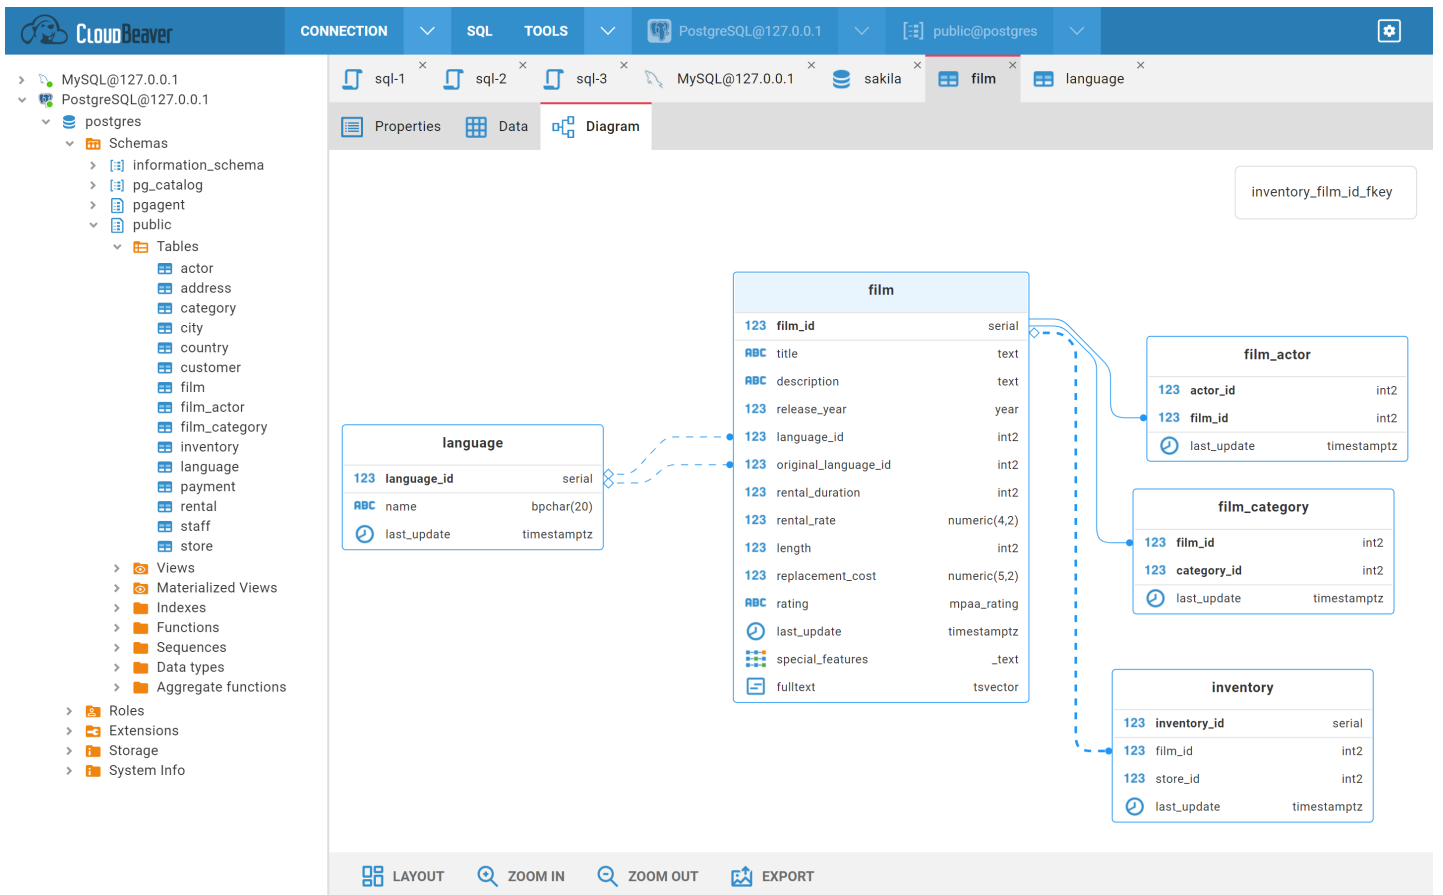 CloudBeaver
CONNECTION
SQL
TOOLS
PostgreSQL@127.0.0.1
public@postgres
MySQL@127.0.0.1
PostgreSQL@127.0.0.1
postgres
Schemas
information_schema
pg_catalog
pgagent
public
Tables
actor
address
category
city
country
customer
film
film_actor
film_category
inventory
language
payment
rental
staff
store
Views
Materialized Views
Indexes
Functions
Sequences
Data types
Aggregate functions
Roles
Extensions
Storage
System Info
sql-1
sql-2
sql-3
MySQL@127.0.0.1
sakila
film
language
Properties
Data
Diagram
inventory_film_id_fkey
language
123 language_id serial
ABC name bpchar(20)
last_update timestamptz
film
123 film_id serial
ABC title text
ABC description text
123 release_year year
123 language_id int2
123 original_language_id int2
123 rental_duration int2
123 rental_rate numeric(4,2)
123 length int2
123 replacement_cost numeric(5,2)
ABC rating mpaa_rating
last_update timestamptz
special_features _text
fulltext tsvector
film_actor
123 actor_id int2
123 film_id int2
last_update timestamptz
film_category
123 film_id int2
123 category_id int2
last_update timestamptz
inventory
123 inventory_id serial
123 film_id int2
123 store_id int2
last_update timestamptz
LAYOUT
ZOOM IN
ZOOM OUT
EXPORT